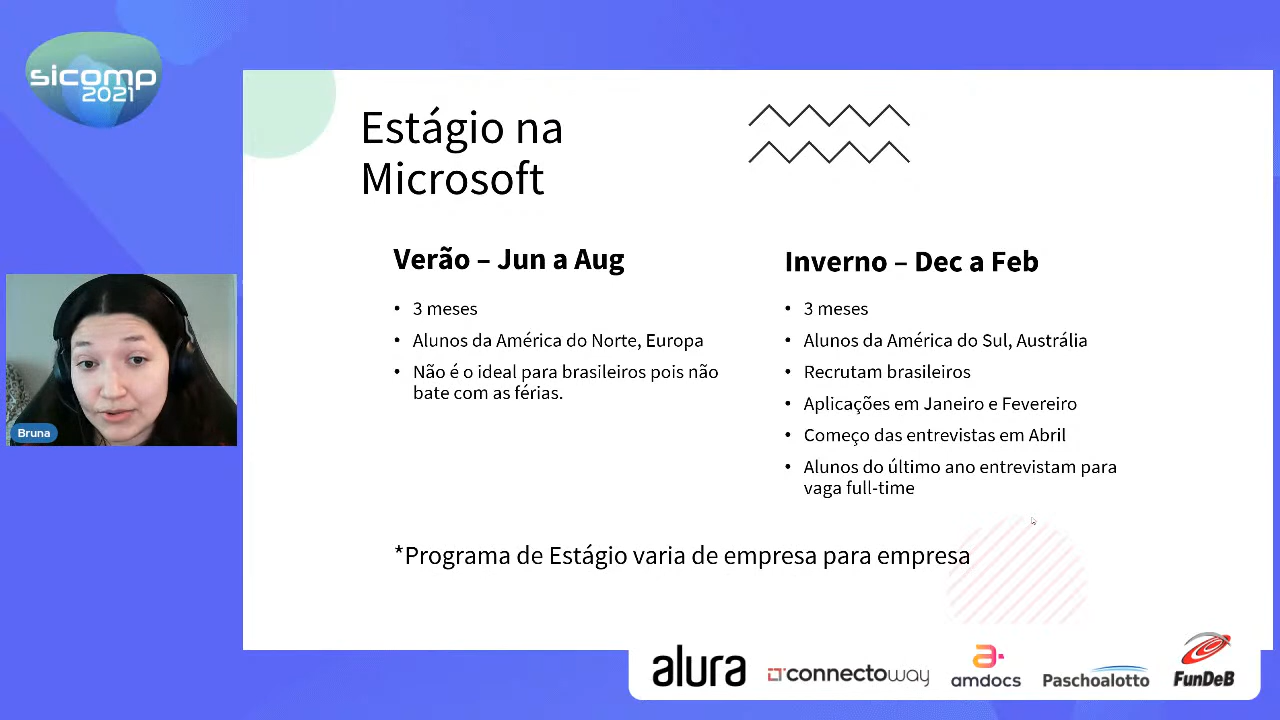 sicomp
2021
Estágio na
Microsoft
Verão – Jun a Aug
• 3 meses
• Alunos da América do Norte, Europa
• Não é o ideal para brasileiros pois não
bate com as férias.
Inverno – Dec a Feb
• 3 meses
• Alunos da América do Sul, Austrália
• Recrutam brasileiros
• Aplicações em Janeiro e Fevereiro
• Começo das entrevistas em Abril
• Alunos do último ano entrevistam para
vaga full-time
Bruna
*Programa de Estágio varia de empresa para empresa
alura
connectoway
amdocs
Paschoalotto
FunDeB